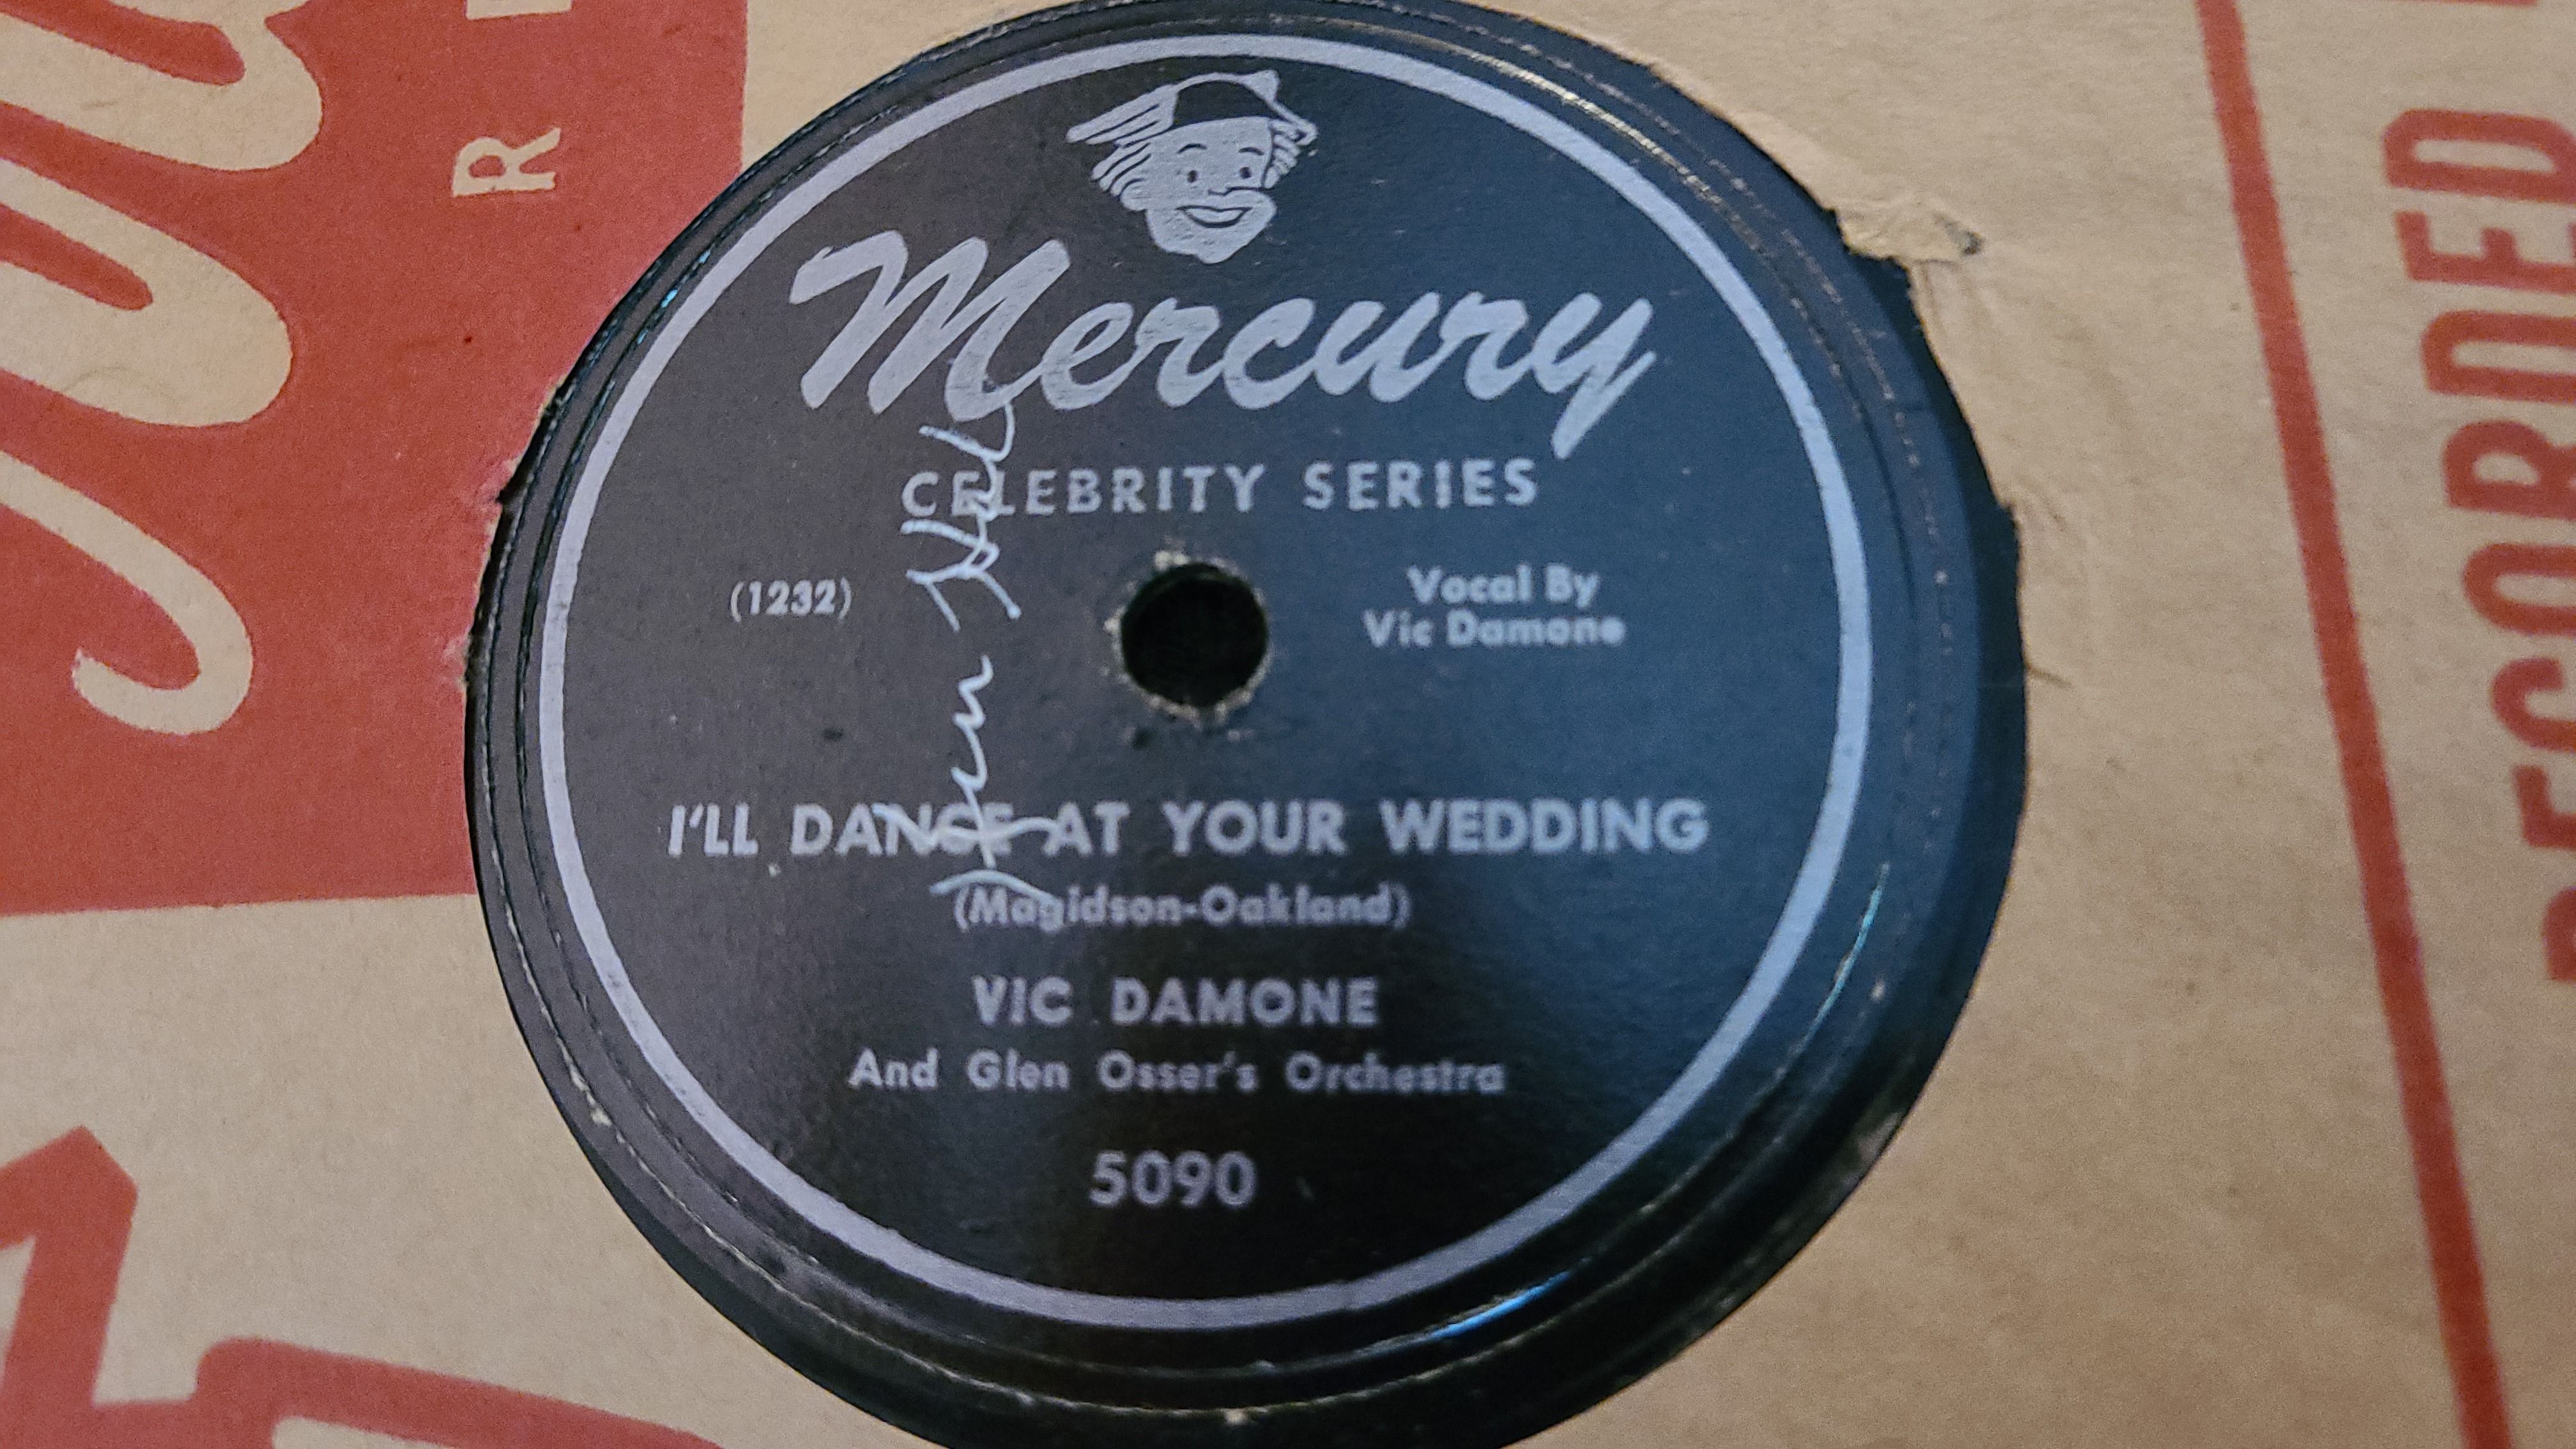 Mercury
CELEBRITY SERIES
(1232)
Vocal By
Vic Damone
I'LL DANCE AT YOUR WEDDING
(Magidson-Oakland)
VIC DAMONE
And Glen Osser's Orchestra
5090
R
RECORDED